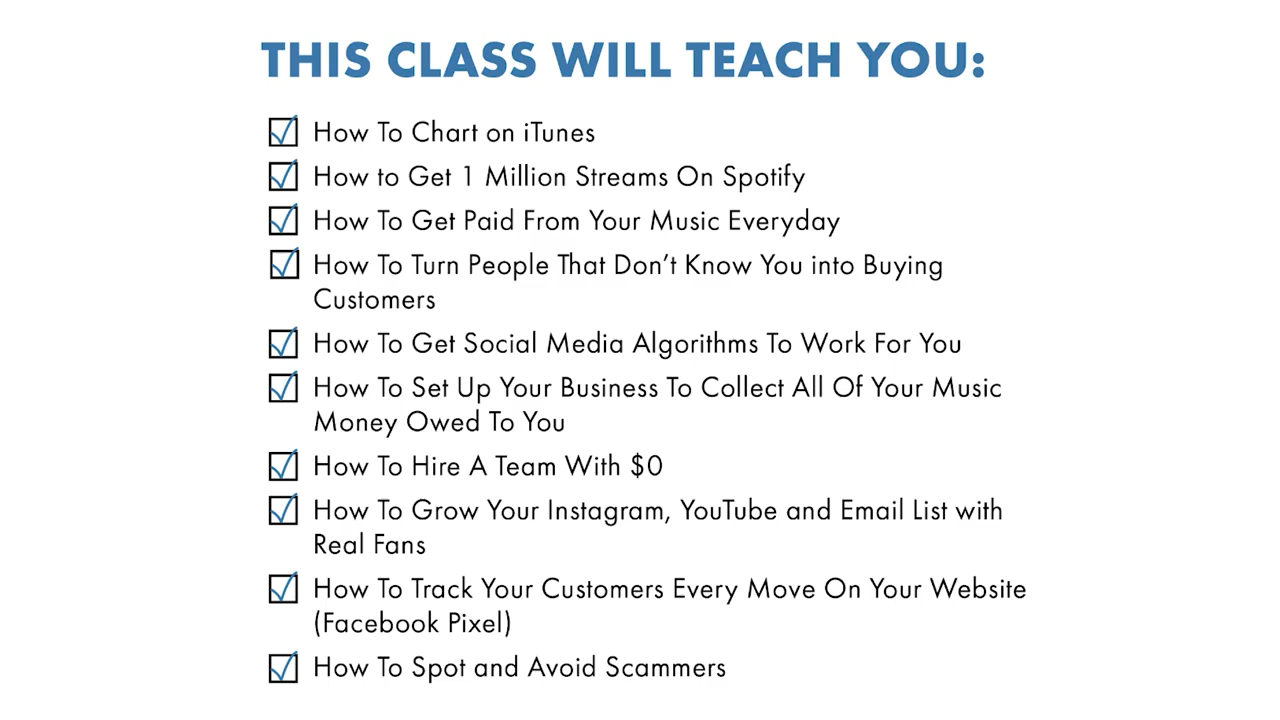 THIS CLASS WILL TEACH YOU:
How To Chart on iTunes
How to Get 1 Million Streams On Spotify
How To Get Paid From Your Music Everyday
How To Turn People That Don't Know You into Buying
Customers
How To Get Social Media Algorithms To Work For You
How To Set Up Your Business To Collect All Of Your Music
Money Owed To You
How To Hire A Team With $0
How To Grow Your Instagram, YouTube and Email List with
Real Fans
How To Track Your Customers Every Move On Your Website
(Facebook Pixel)
How To Spot and Avoid Scammers